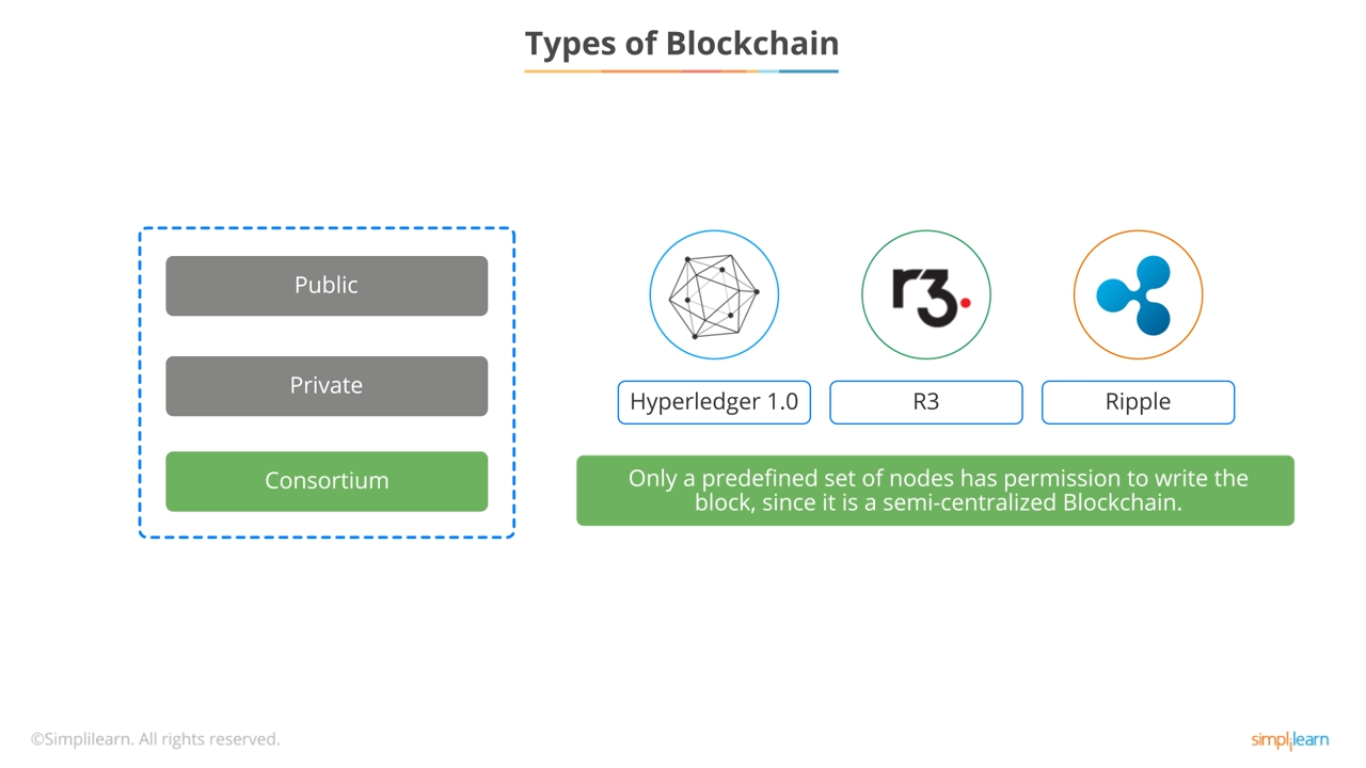 Types of Blockchain
Public
Private
Consortium
r3.
Hyperledger 1.0
R3
Ripple
Only a predefined set of nodes has permission to write the
block, since it is a semi-centralized Blockchain.
©Simplilearn. All rights reserved.
simplilearn